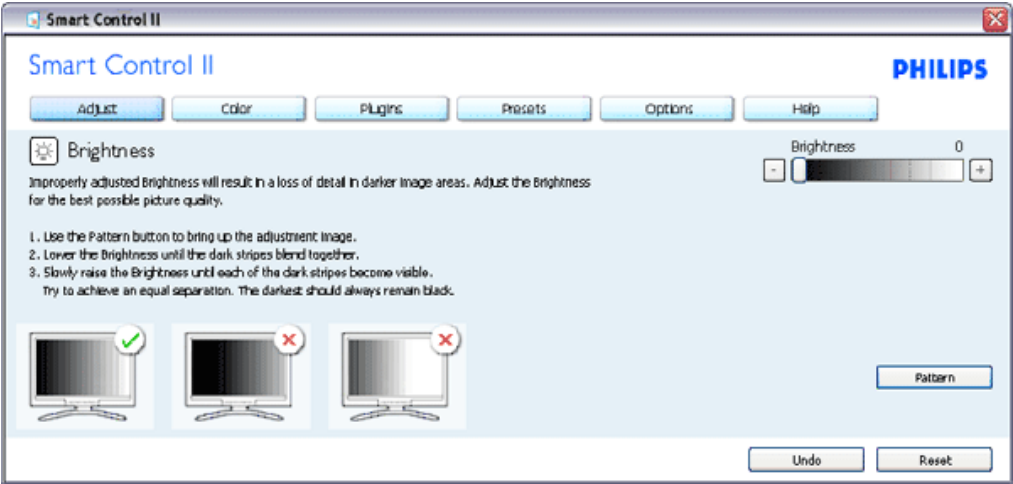 Smart Control II
Smart Control II
PHILIPS
Adjust Color Plugins Presets Options Help
Brightness
Brightness 0
- +
Improperly adjusted Brightness will result in a loss of detail in darker image areas. Adjust the Brightness
for the best possible picture quality.
1. Use the Pattern button to bring up the adjustment image.
2. Lower the Brightness until the dark stripes blend together.
3. Slowly raise the Brightness until each of the dark stripes become visible.
Try to achieve an equal separation. The darkest should always remain black.
Pattern
Undo Reset